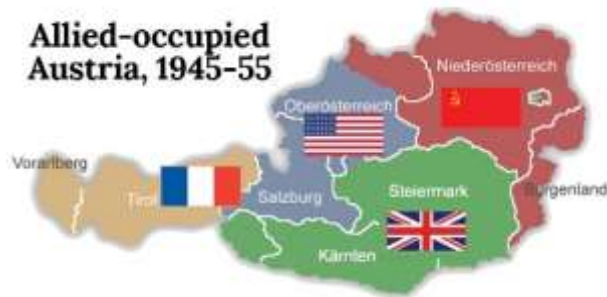 Allied-occupied
Austria, 1945-55
Niederösterreich
Oberösterreich
Vorarlberg
Tirol
Salzburg
Steiermark
Burgenland
Kärnten